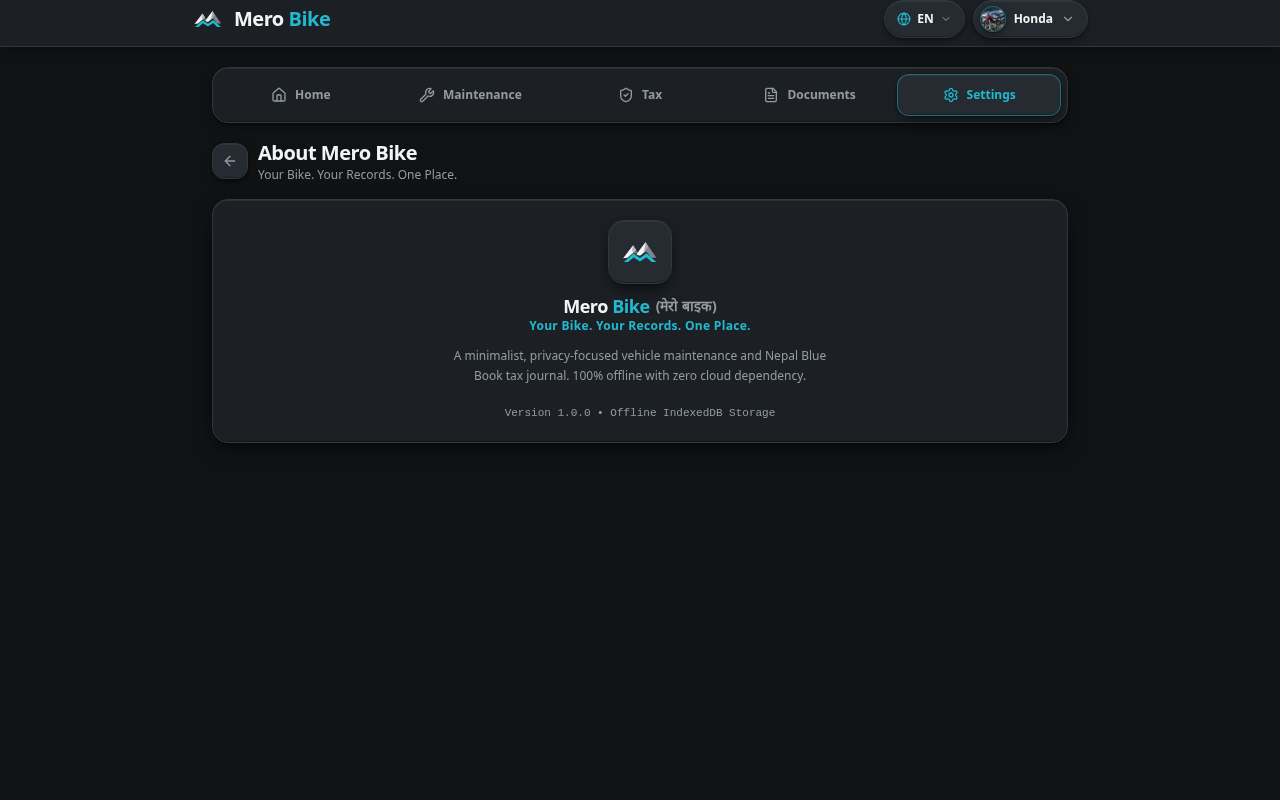 Mero Bike
EN
Honda
Home
Maintenance
Tax
Documents
Settings
About Mero Bike
Your Bike. Your Records. One Place.
Mero Bike (मेरो बाइक)
Your Bike. Your Records. One Place.
A minimalist, privacy-focused vehicle maintenance and Nepal Blue
Book tax journal. 100% offline with zero cloud dependency.
Version 1.0.0 • Offline IndexedDB Storage